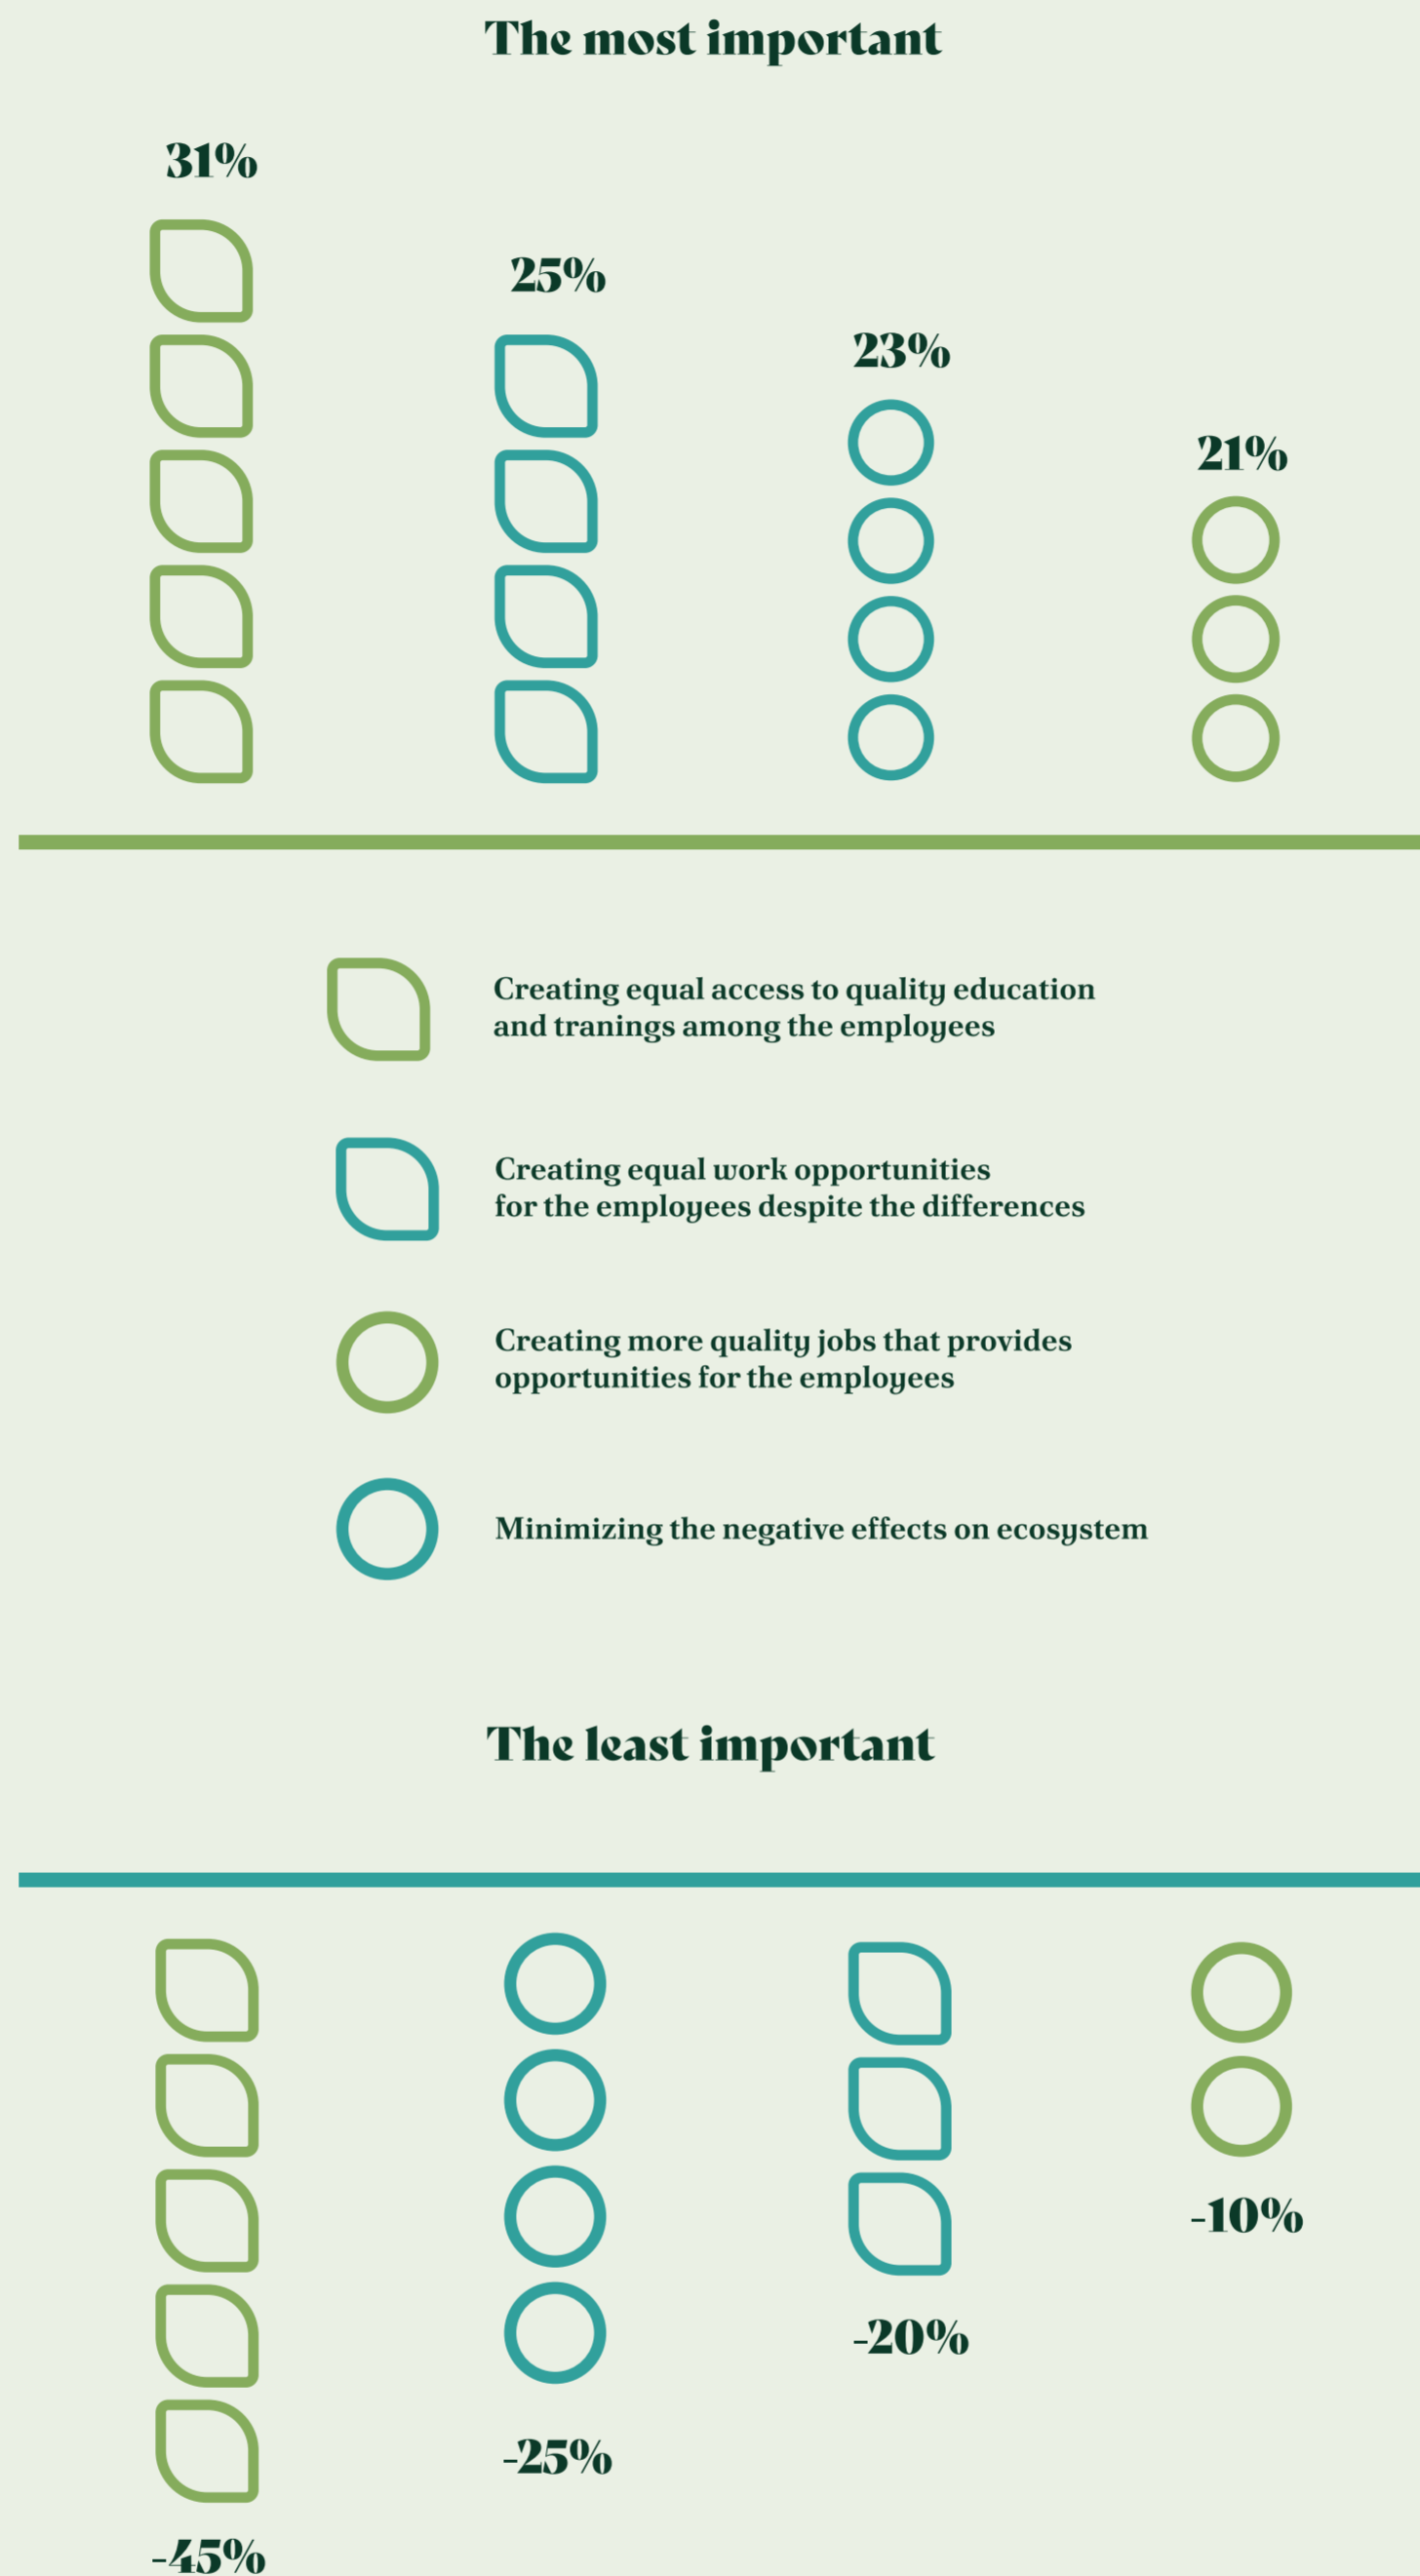 The most important
31%
25%
23%
21%
Creating equal access to quality education
and tranings among the employees
Creating equal work opportunities
for the employees despite the differences
Creating more quality jobs that provides
opportunities for the employees
Minimizing the negative effects on ecosystem
The least important
-10%
-20%
-25%
-45%